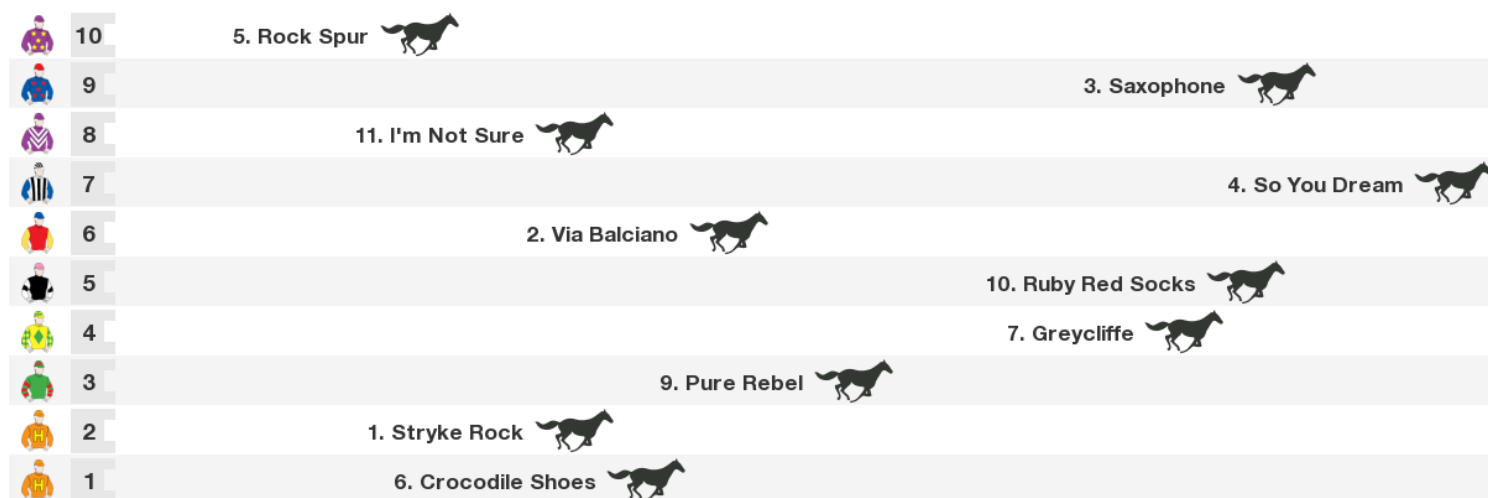 10 5. Rock Spur
9 3. Saxophone
8 11. I'm Not Sure
7 4. So You Dream
6 2. Via Balciano
5 10. Ruby Red Socks
4 7. Greycliffe
3 9. Pure Rebel
H 2 1. Stryke Rock
H 1 6. Crocodile Shoes